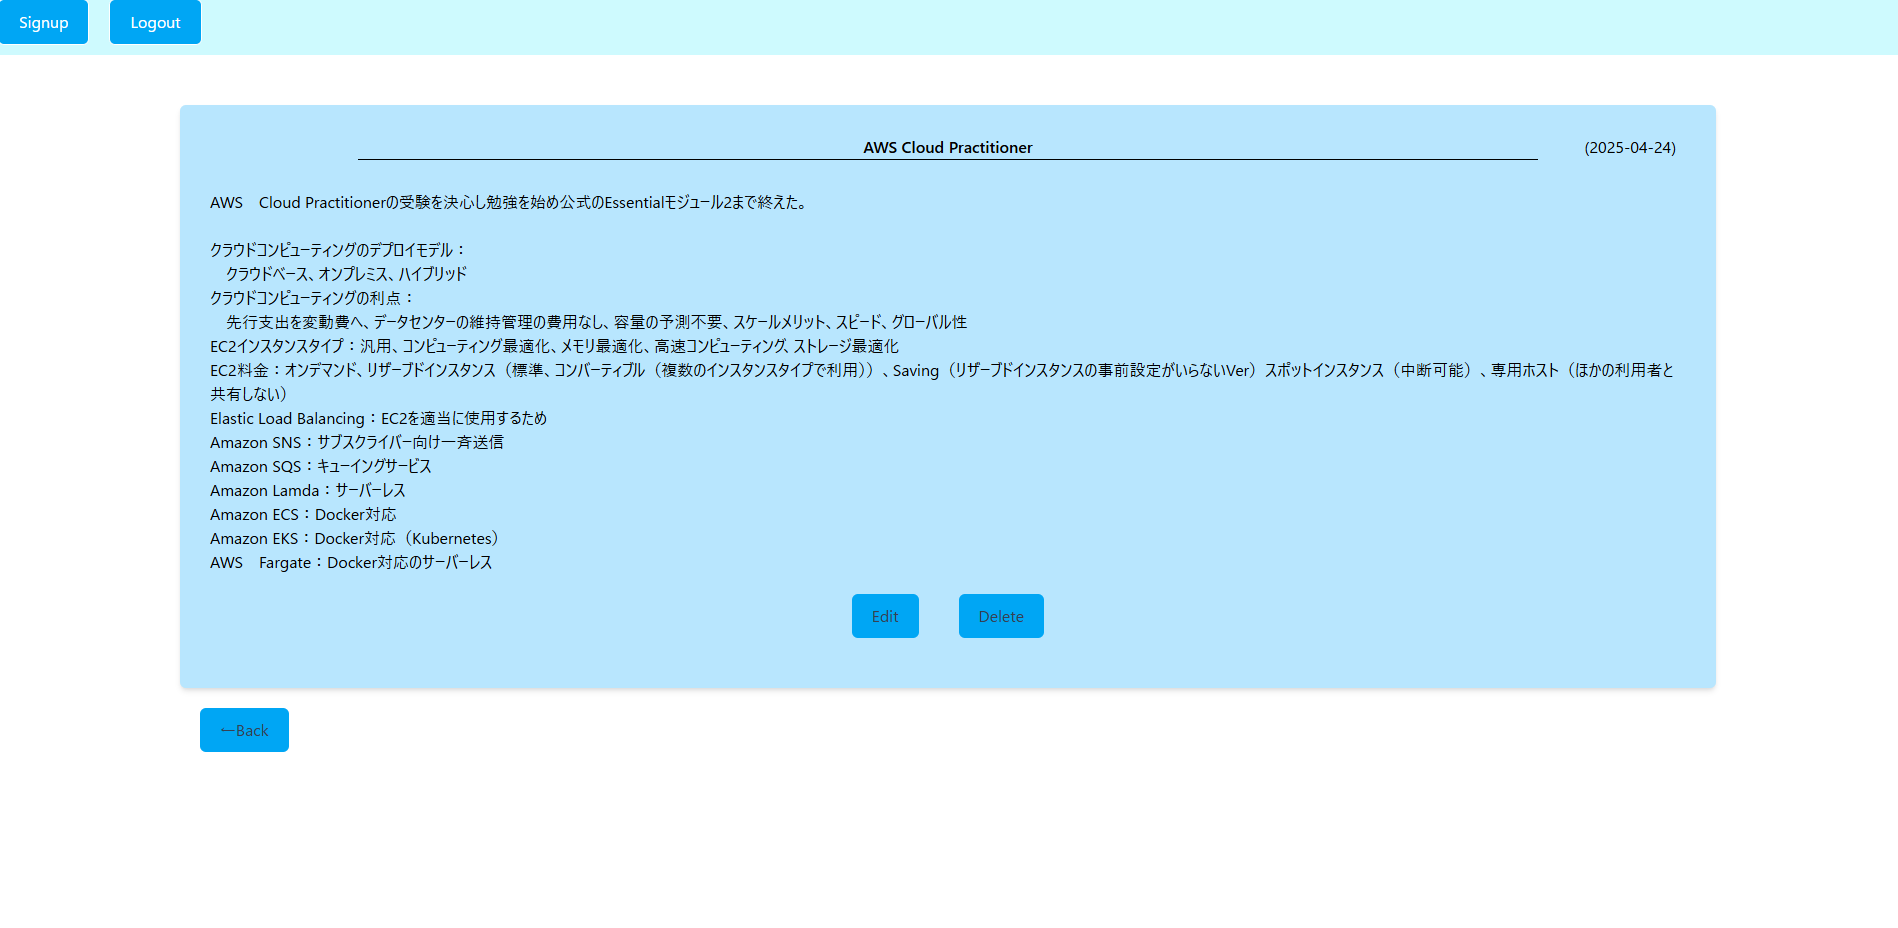 Signup Logout
AWS Cloud Practitioner (2025-04-24)
AWS　Cloud Practitionerの受験を決心し勉強を始め公式のEssentialモジュール2まで終えた。
クラウドコンピューティングのデプロイモデル：
　クラウドベース、オンプレミス、ハイブリッド
クラウドコンピューティングの利点：
　先行支出を変動費へ、データセンターの維持管理の費用なし、容量の予測不要、スケールメリット、スピード、グローバル性
EC2インスタンスタイプ：汎用、コンピューティング最適化、メモリ最適化、高速コンピューティング、ストレージ最適化
EC2料金：オンデマンド、リザーブドインスタンス（標準、コンバーティブル（複数のインスタンスタイプで利用））、Saving（リザーブドインスタンスの事前設定がいらないVer）スポットインスタンス（中断可能）、専用ホスト（ほかの利用者と
共有しない）
Elastic Load Balancing：EC2を適当に使用するため
Amazon SNS：サブスクライバー向け一斉送信
Amazon SQS：キューイングサービス
Amazon Lamda：サーバーレス
Amazon ECS：Docker対応
Amazon EKS：Docker対応（Kubernetes）
AWS　Fargate：Docker対応のサーバーレス
Edit Delete
←Back